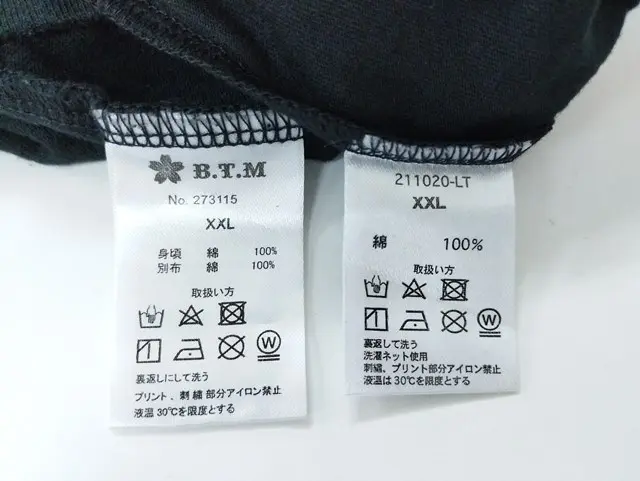 B.T.M
No. 273115
XXL
身頃 綿 100%
別布 綿 100%
取扱い方
W
裏返しにして洗う
プリント、刺繍部分アイロン禁止
液温30℃を限度とする
211020-LT
XXL
綿 100%
取扱い方
W
裏返して洗う
洗濯ネット使用
刺繍、プリント部分アイロン禁止
液温は30℃を限度とする